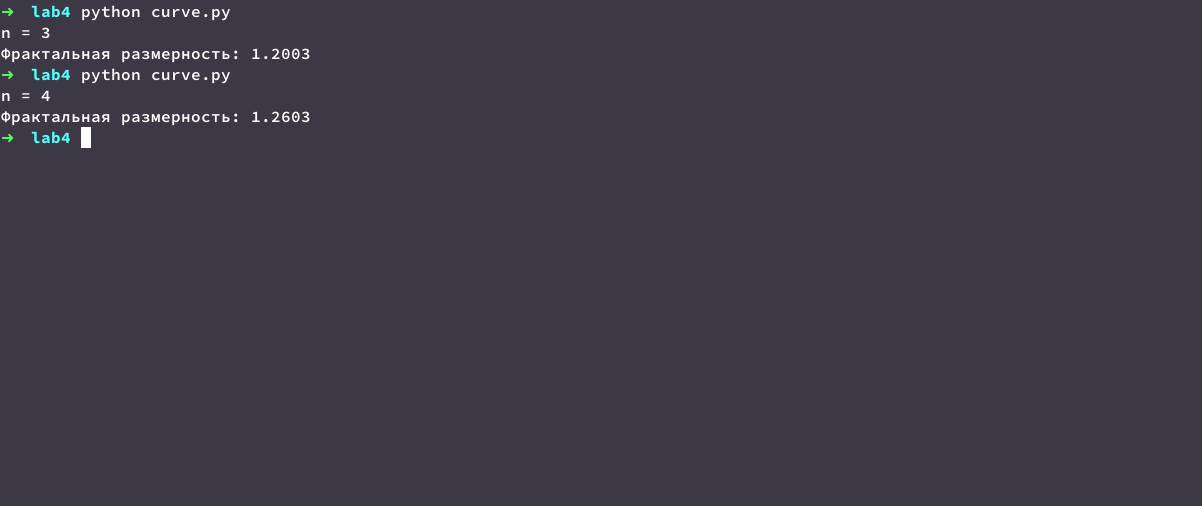 ➜  lab4 python curve.py
n = 3
Фрактальная размерность: 1.2003
➜  lab4 python curve.py
n = 4
Фрактальная размерность: 1.2603
➜  lab4